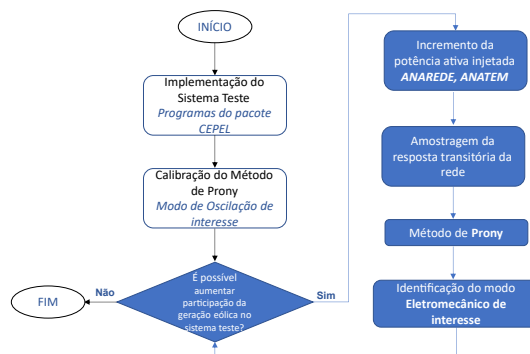 INÍCIO
Implementação do
Sistema Teste
Programas do pacote
CEPEL
Calibração do Método
de Prony
Modo de Oscilação de
interesse
É possível
aumentar
participação da
geração eólica no
sistema teste?
Não
FIM
Sim
Incremento da
potência ativa injetada
ANAREDE, ANATEM
Amostragem da
resposta transitória da
rede
Método de Prony
Identificação do modo
Eletromecânico de
interesse